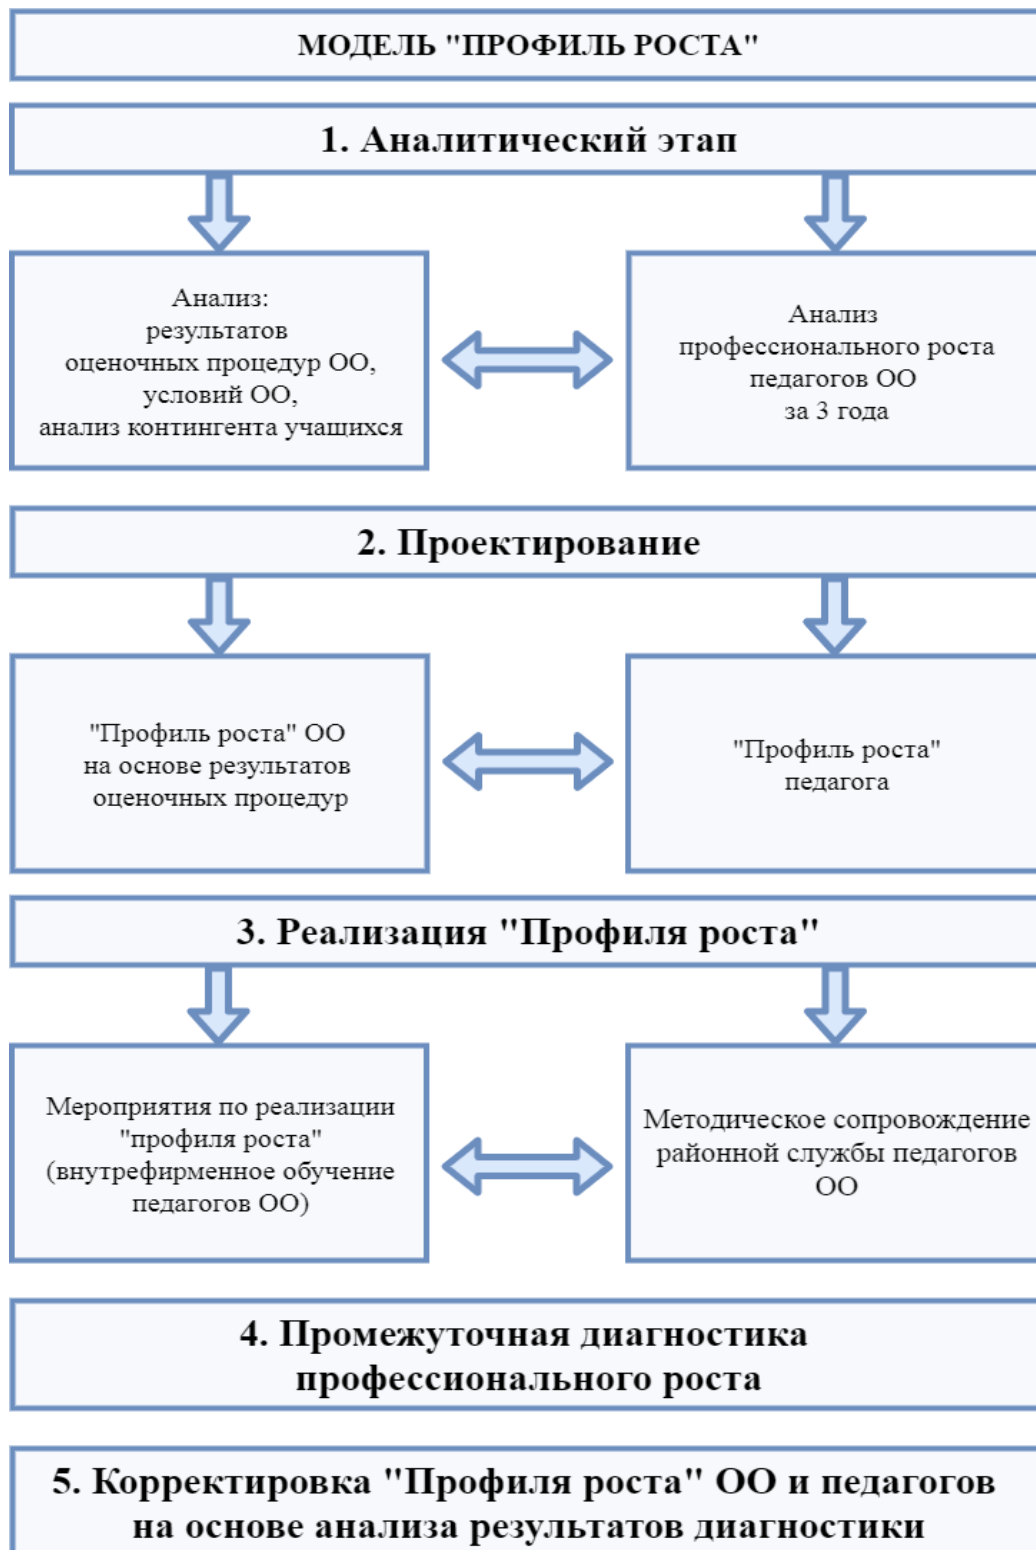 МОДЕЛЬ "ПРОФИЛЬ РОСТА"
1. Аналитический этап
Анализ:
результатов
оценочных процедур ОО,
условий ОО,
анализ контингента учащихся
Анализ
профессионального роста
педагогов ОО
за 3 года
2. Проектирование
"Профиль роста" ОО
на основе результатов
оценочных процедур
"Профиль роста"
педагога
3. Реализация "Профиля роста"
Мероприятия по реализации
"профиля роста"
(внутрефирменное обучение
педагогов ОО)
Методическое сопровождение
районной службы педагогов
ОО
4. Промежуточная диагностика
профессионального роста
5. Корректировка "Профиля роста" ОО и педагогов
на основе анализа результатов диагностики